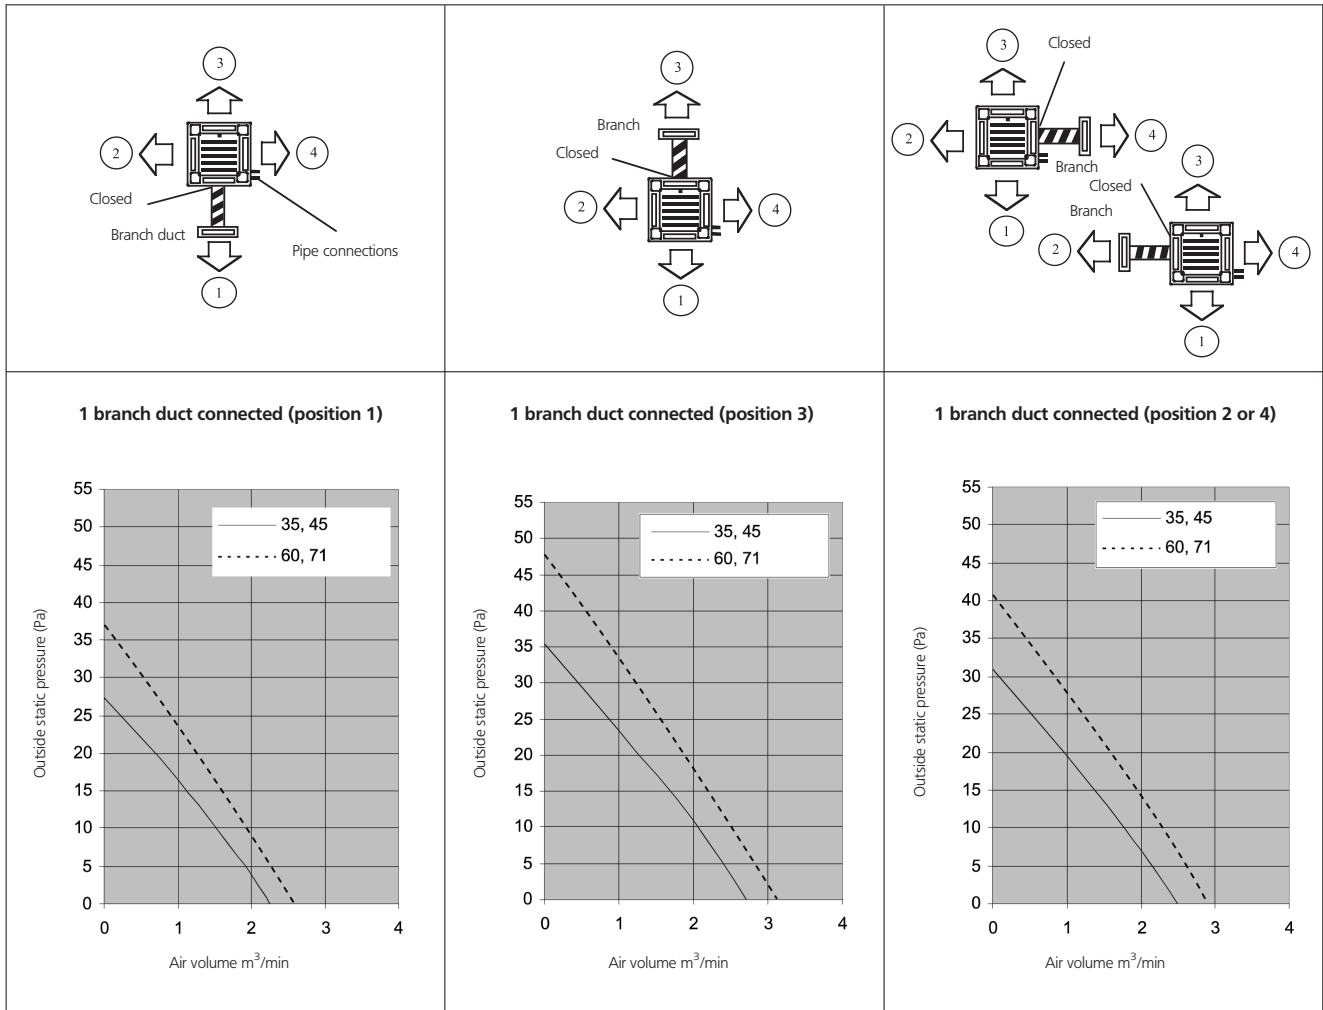 3
2
4
Closed
Branch duct
Pipe connections
1
3
Branch
Closed
2
4
1
3
Closed
2
4
Branch
1
3
Closed
Branch
2
4
1
1 branch duct connected (position 1)
55
50
45
40
35
30
25
20
15
10
5
0
35, 45
60, 71
Outside static pressure (Pa)
0 1 2 3 4
Air volume m³/min
1 branch duct connected (position 3)
55
50
45
40
35
30
25
20
15
10
5
0
35, 45
60, 71
Outside static pressure (Pa)
0 1 2 3 4
Air volume m³/min
1 branch duct connected (position 2 or 4)
55
50
45
40
35
30
25
20
15
10
5
0
35, 45
60, 71
Outside static pressure (Pa)
0 1 2 3 4
Air volume m³/min